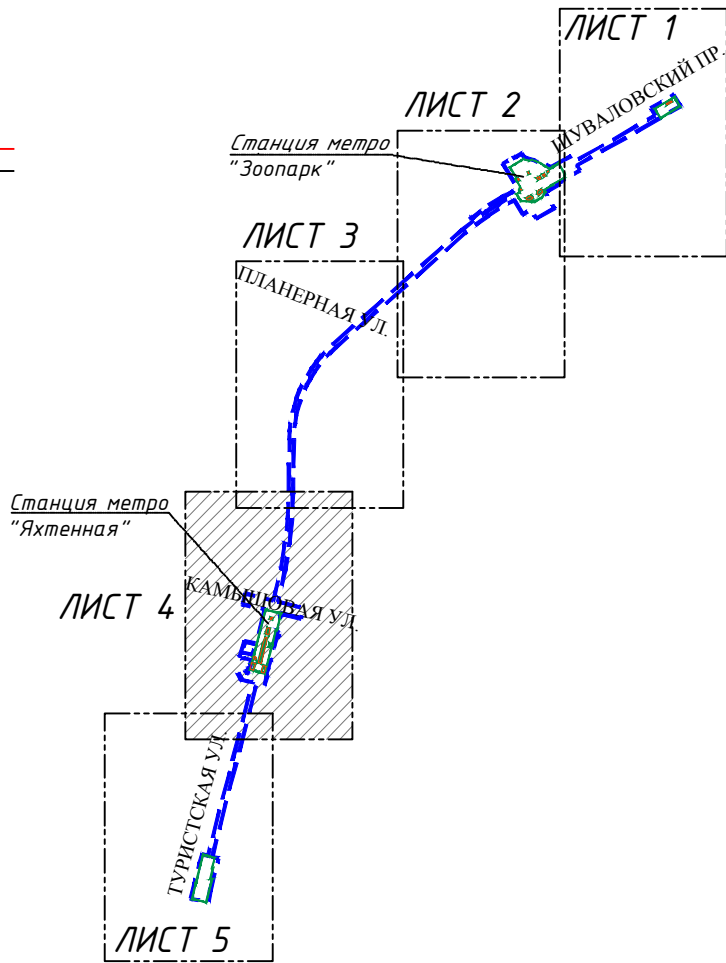 ЛИСТ 1
ШУВАЛОВСКИЙ ПР.
ЛИСТ 2
Станция метро
"Зоопарк"
ЛИСТ 3
ПЛАНЕРНАЯ УЛ.
Станция метро
"Яхтенная"
КАМЫШОВАЯ УЛ.
ЛИСТ 4
ТУРИСТСКАЯ УЛ.
ЛИСТ 5